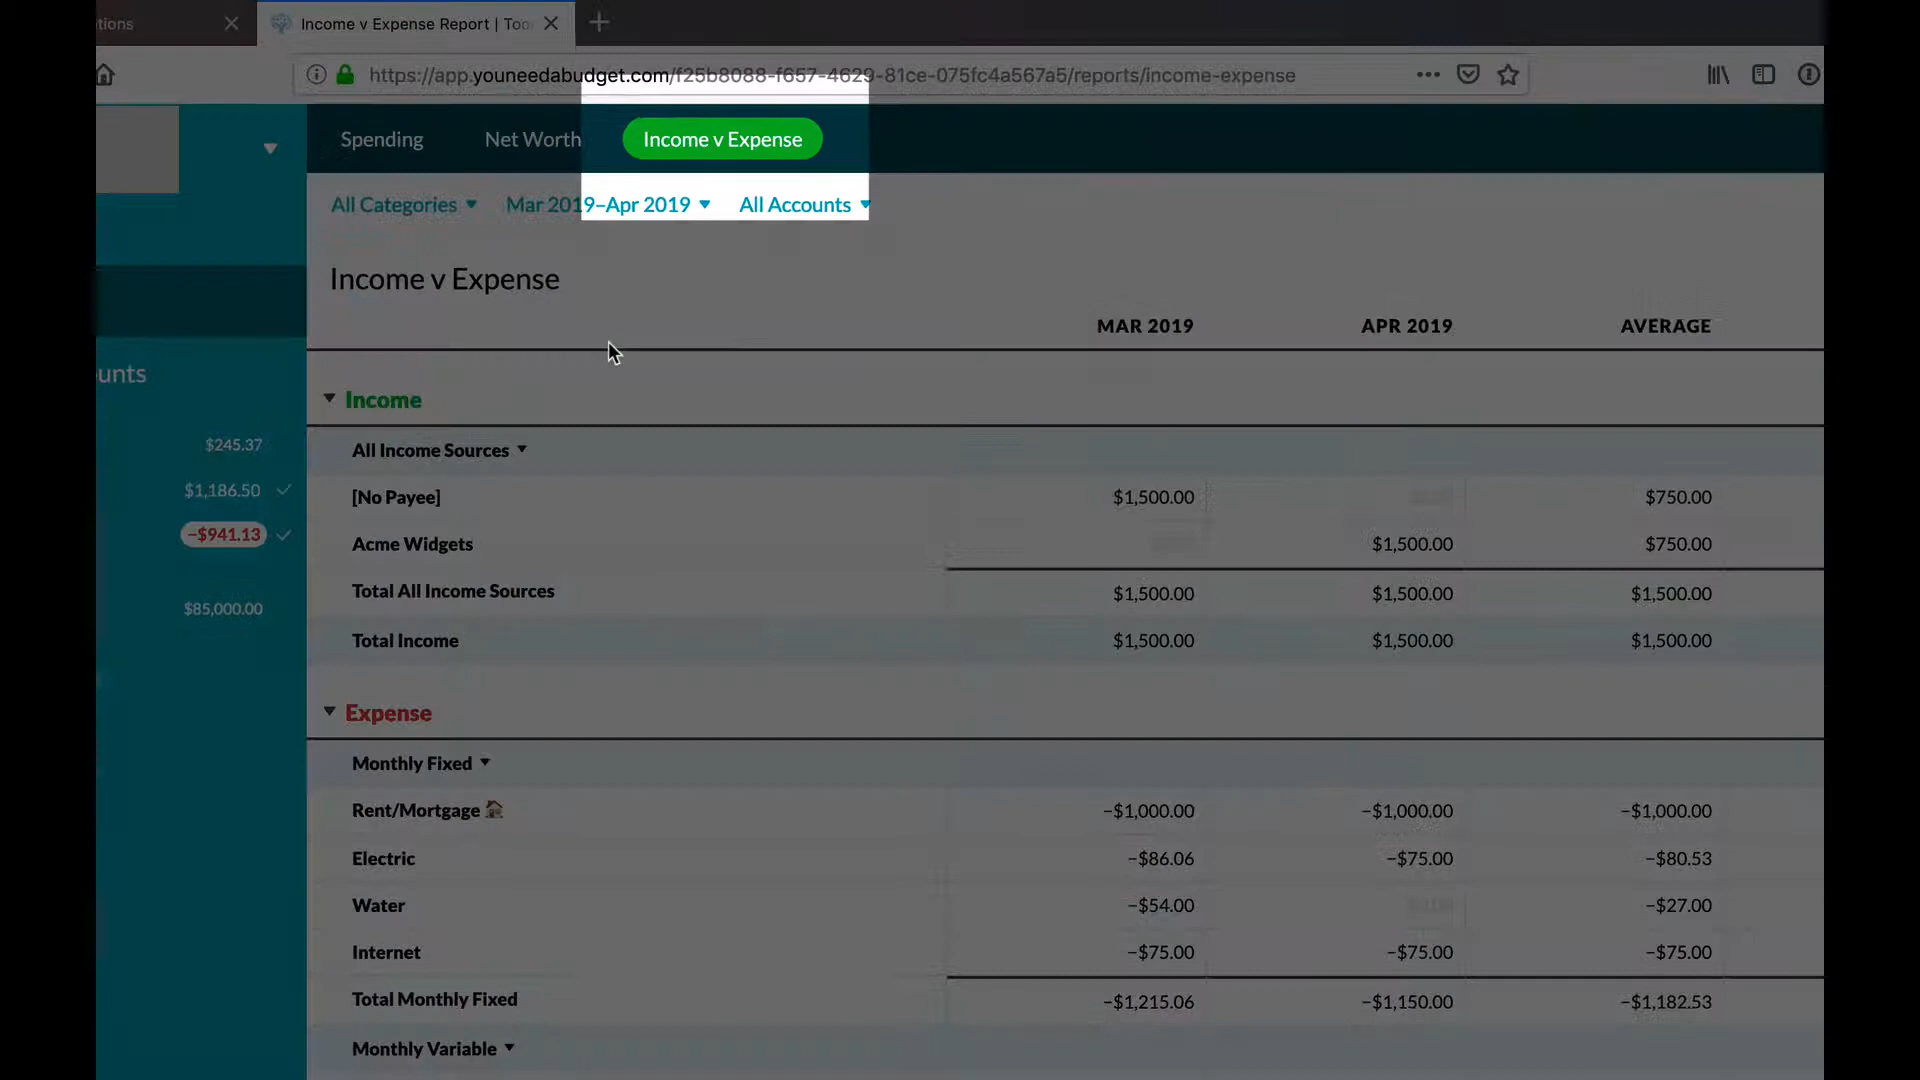 tions
Income v Expense Report | Too
https://app.youneedabudget.com/f25b8088-f657-4629-81ce-075fc4a567a5/reports/income-expense
Spending Net Worth Income v Expense
All Categories Mar 2019–Apr 2019 All Accounts
Income v Expense
MAR 2019 APR 2019 AVERAGE
unts
Income
$245.37
All Income Sources
$1,186.50
[No Payee] $1,500.00 $750.00
−$941.13
Acme Widgets $1,500.00 $750.00
Total All Income Sources $1,500.00 $1,500.00 $1,500.00
$85,000.00
Total Income $1,500.00 $1,500.00 $1,500.00
Expense
Monthly Fixed
Rent/Mortgage −$1,000.00 −$1,000.00 −$1,000.00
Electric −$86.06 −$75.00 −$80.53
Water −$54.00 −$27.00
Internet −$75.00 −$75.00 −$75.00
Total Monthly Fixed −$1,215.06 −$1,150.00 −$1,182.53
Monthly Variable